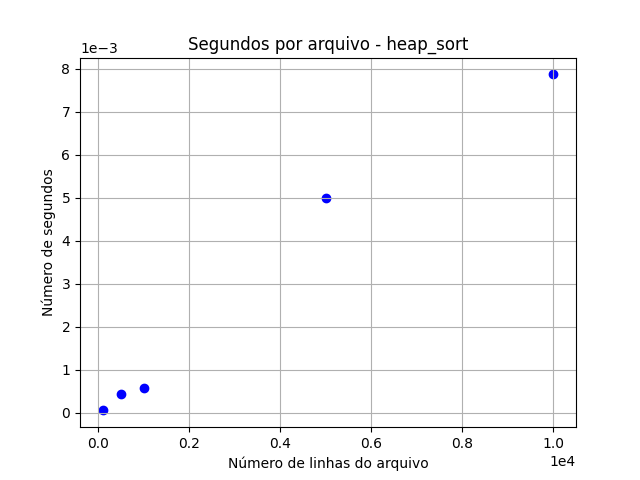 Segundos por arquivo - heap_sort
1e−3
8
7
6
5
4
3
2
1
0
Número de segundos
0.0 0.2 0.4 0.6 0.8 1.0
1e4
Número de linhas do arquivo